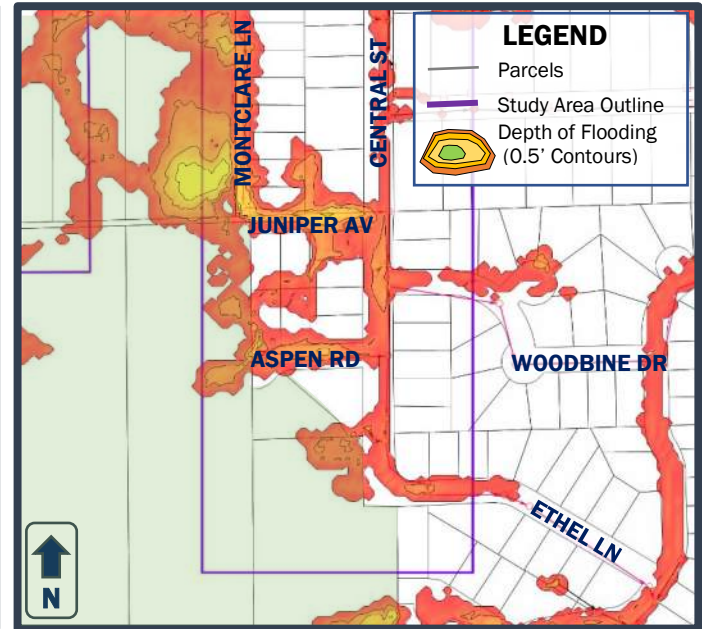 LEGEND
Parcels
Study Area Outline
Depth of Flooding
(0.5' Contours)
MONTCLARE LN
CENTRAL ST
JUNIPER AV
ASPEN RD
WOODBINE DR
ETHEL LN
N